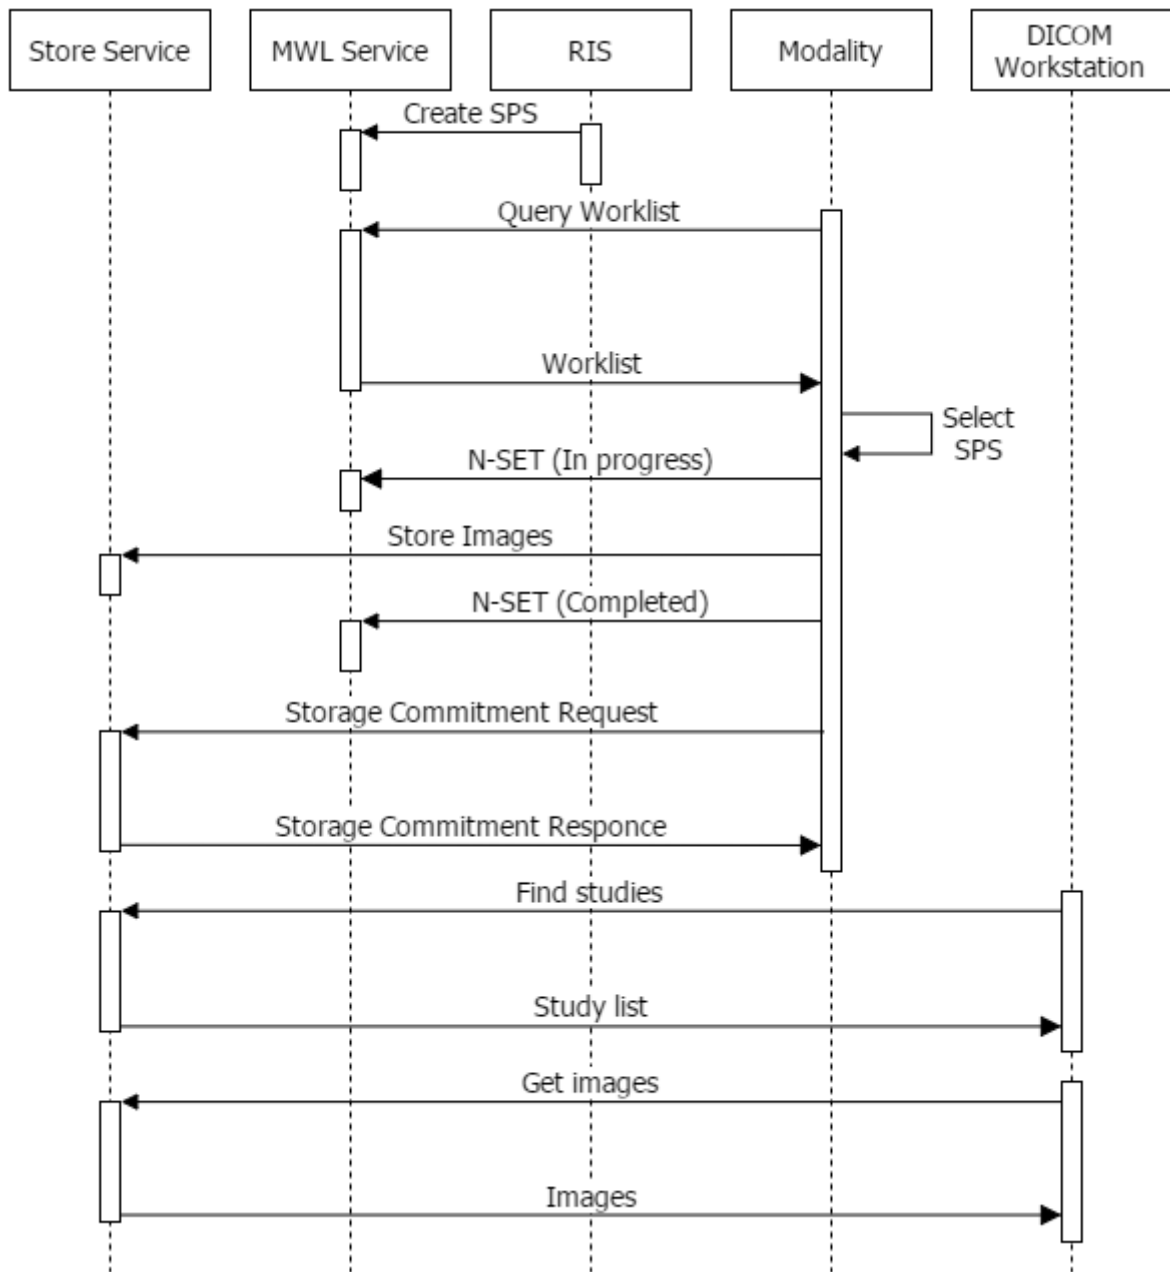 Store Service
MWL Service
RIS
Modality
DICOM
Workstation
Create SPS
Query Worklist
Worklist
Select
SPS
N-SET (In progress)
Store Images
N-SET (Completed)
Storage Commitment Request
Storage Commitment Responce
Find studies
Study list
Get images
Images